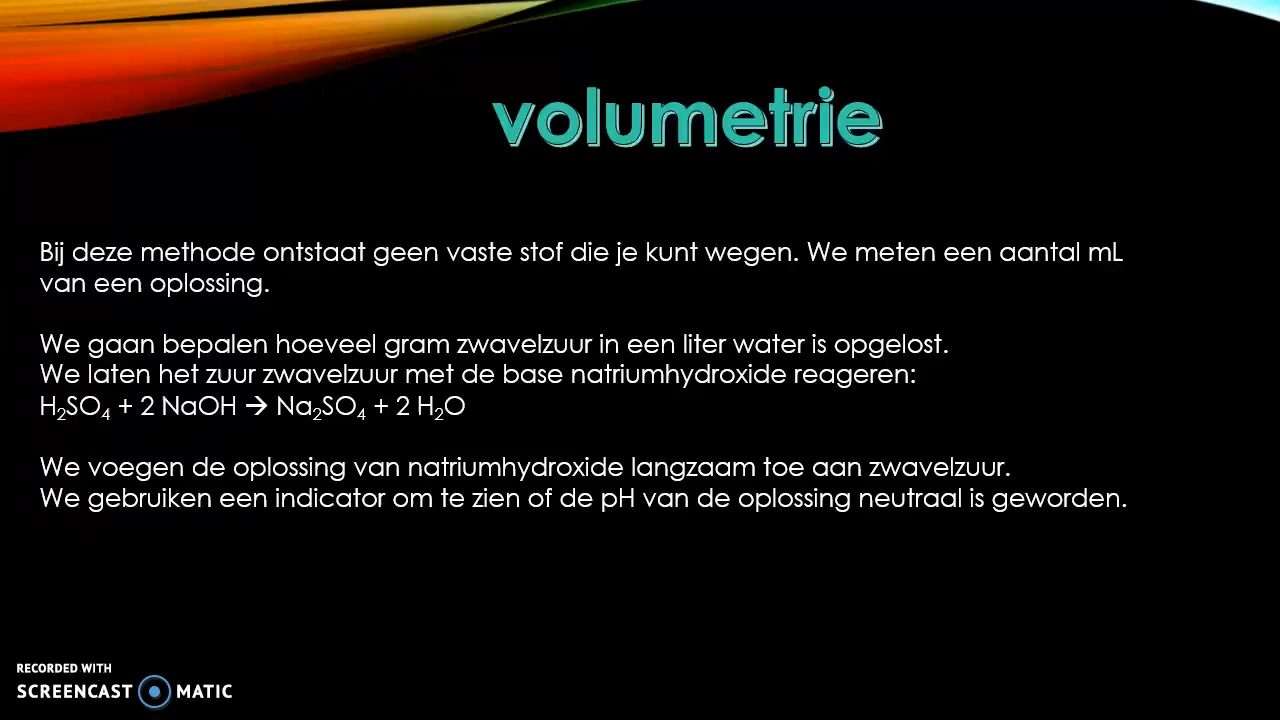 volumetrie
Bij deze methode ontstaat geen vaste stof die je kunt wegen. We meten een aantal mL
van een oplossing.
We gaan bepalen hoeveel gram zwavelzuur in een liter water is opgelost.
We laten het zuur zwavelzuur met de base natriumhydroxide reageren:
H₂SO₄ + 2 NaOH → Na₂SO₄ + 2 H₂O
We voegen de oplossing van natriumhydroxide langzaam toe aan zwavelzuur.
We gebruiken een indicator om te zien of de pH van de oplossing neutraal is geworden.
RECORDED WITH
SCREENCAST MATIC